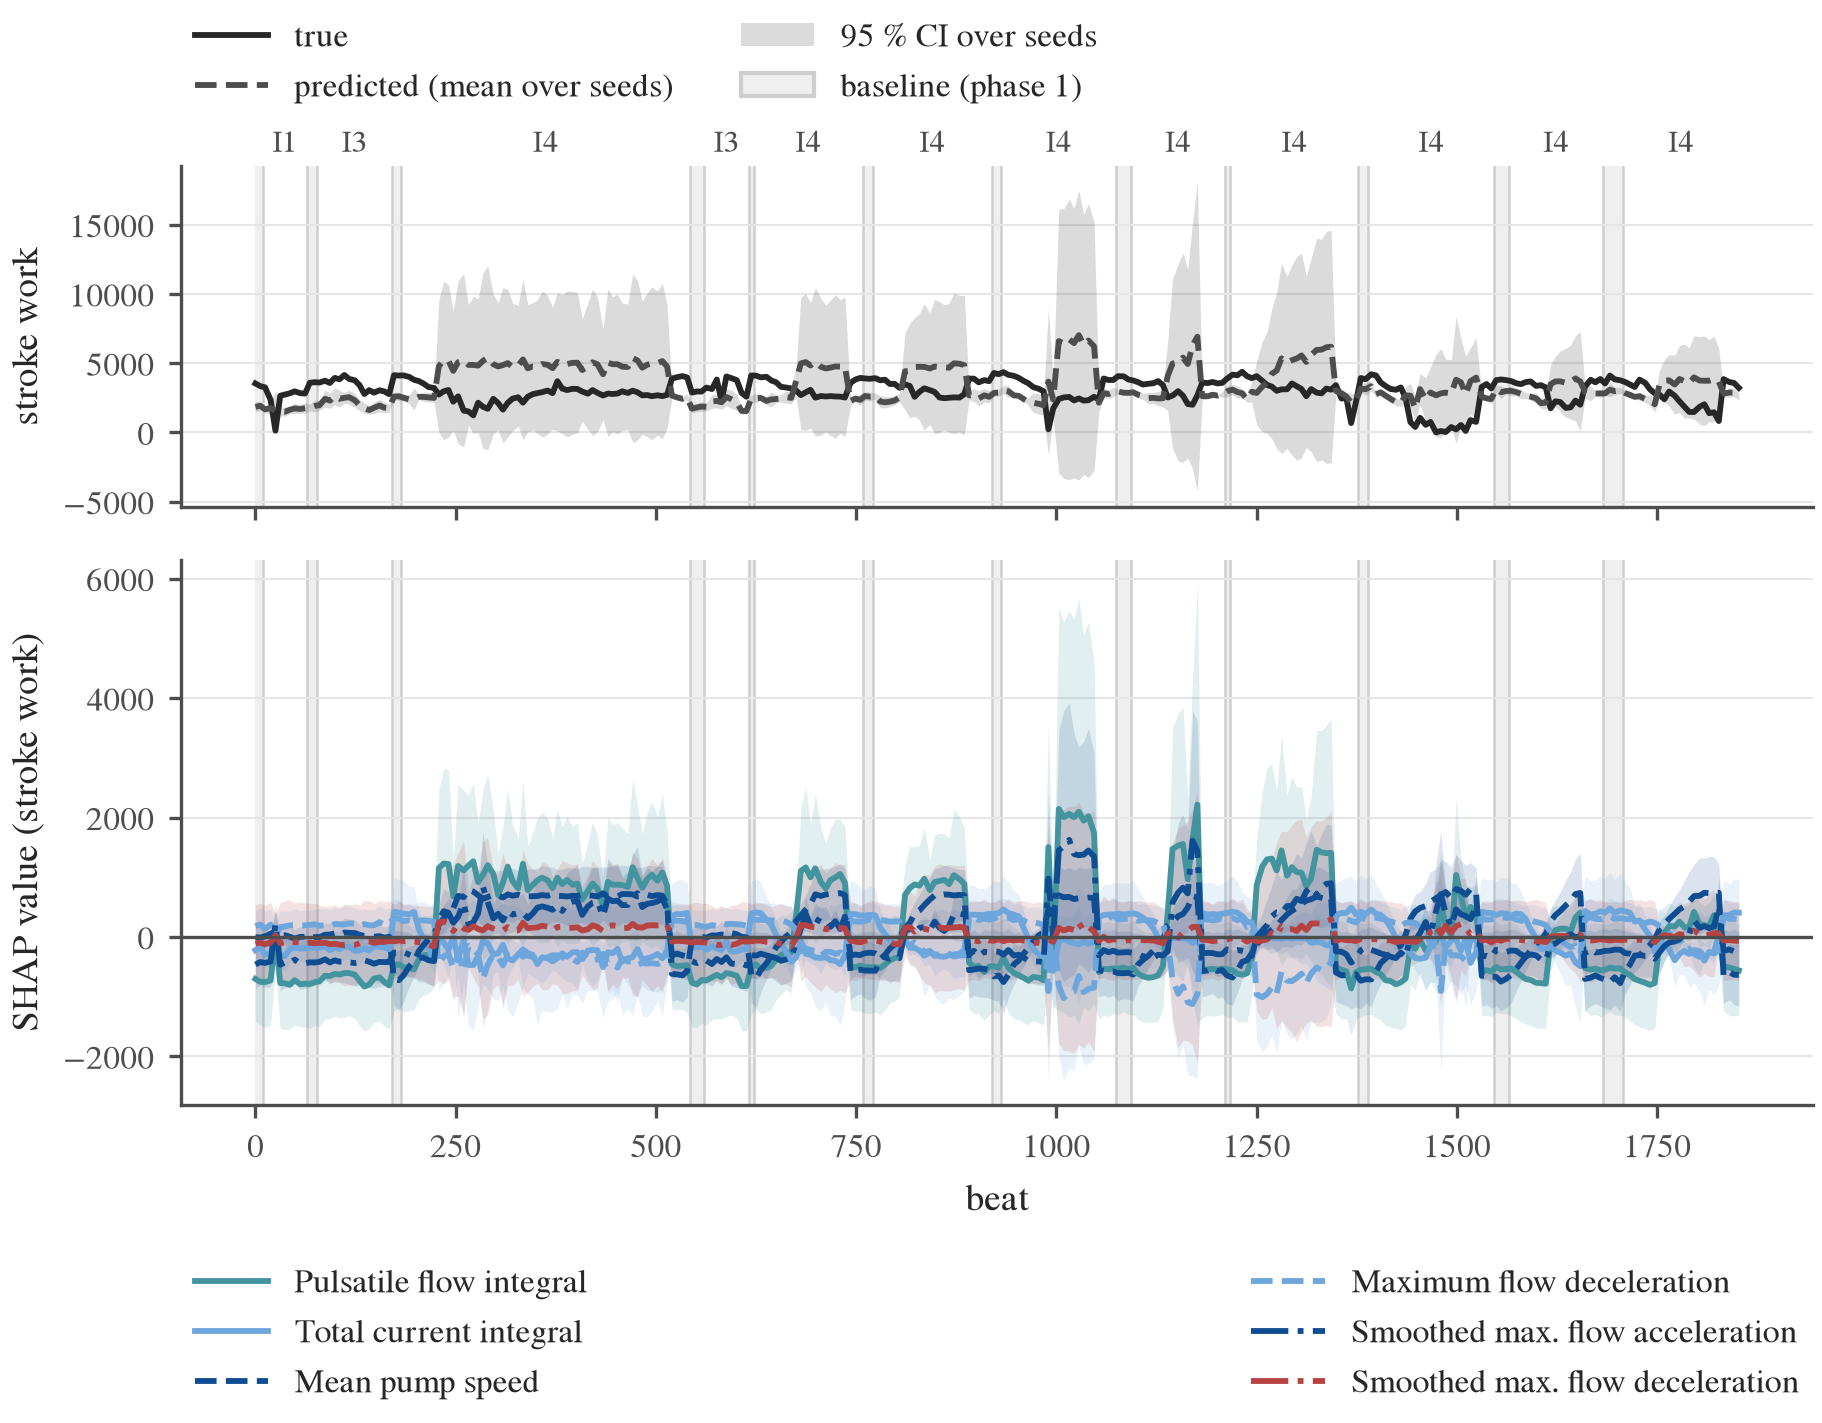 true
95 % CI over seeds
predicted (mean over seeds)
baseline (phase 1)
I1 I3 I4 I3 I4 I4 I4 I4 I4 I4 I4 I4
15000
10000
5000
0
−5000
stroke work
6000
4000
2000
0
−2000
SHAP value (stroke work)
0 250 500 750 1000 1250 1500 1750
beat
Pulsatile flow integral
Total current integral
Mean pump speed
Maximum flow deceleration
Smoothed max. flow acceleration
Smoothed max. flow deceleration